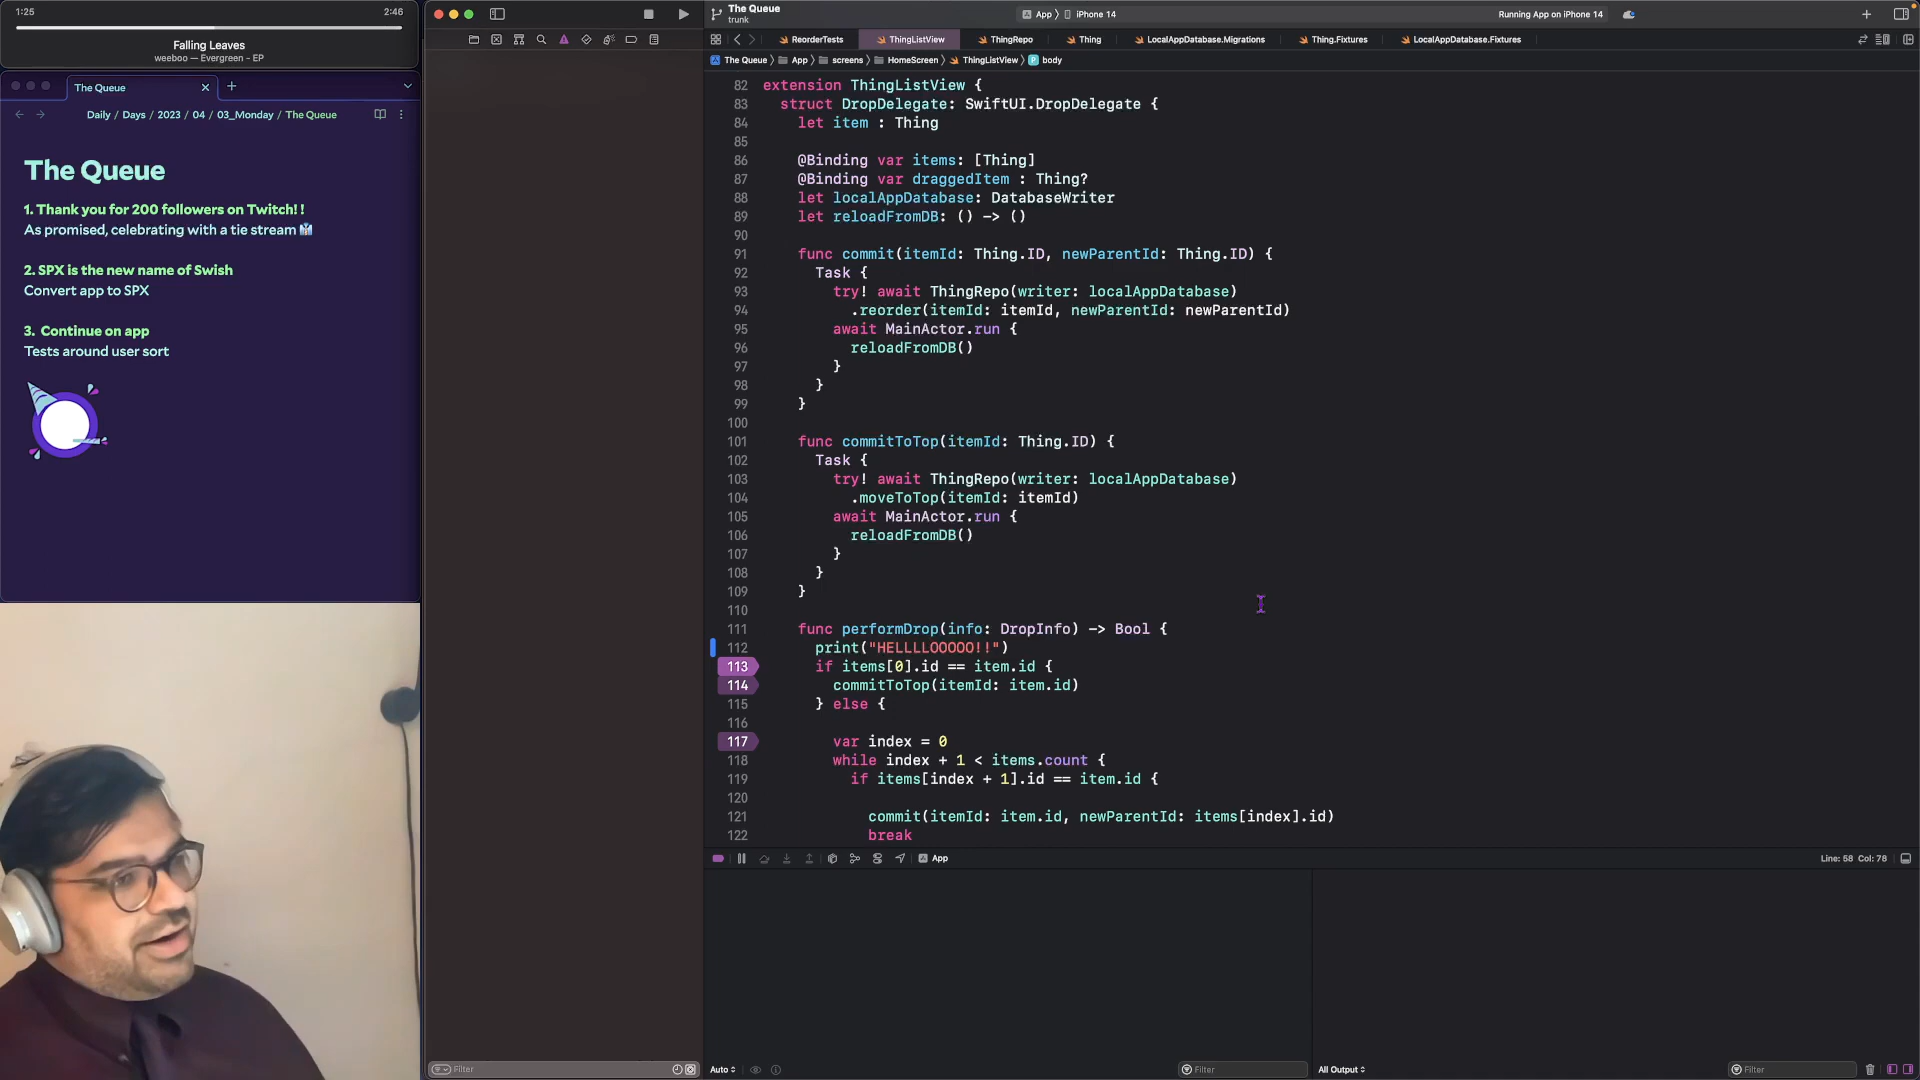 1:25
2:46
Falling Leaves
weeboo — Evergreen - EP
The Queue
Daily / Days / 2023 / 04 / 03_Monday / The Queue
The Queue
1. Thank you for 200 followers on Twitch! !
As promised, celebrating with a tie stream 👔
2. SPX is the new name of Swish
Convert app to SPX
3. Continue on app
Tests around user sort
Filter
The Queue
trunk
App 〉 iPhone 14
Running App on iPhone 14
ReorderTests
ThingListView
ThingRepo
Thing
LocalAppDatabase.Migrations
Thing.Fixtures
LocalAppDatabase.Fixtures
The Queue 〉 App 〉 screens 〉 HomeScreen 〉 ThingListView 〉 P body
82 extension ThingListView {
83 struct DropDelegate: SwiftUI.DropDelegate {
84 let item : Thing
85
86 @Binding var items: [Thing]
87 @Binding var draggedItem : Thing?
88 let localAppDatabase: DatabaseWriter
89 let reloadFromDB: () -> ()
90
91 func commit(itemId: Thing.ID, newParentId: Thing.ID) {
92 Task {
93 try! await ThingRepo(writer: localAppDatabase)
94 .reorder(itemId: itemId, newParentId: newParentId)
95 await MainActor.run {
96 reloadFromDB()
97 }
98 }
99 }
100
101 func commitToTop(itemId: Thing.ID) {
102 Task {
103 try! await ThingRepo(writer: localAppDatabase)
104 .moveToTop(itemId: itemId)
105 await MainActor.run {
106 reloadFromDB()
107 }
108 }
109 }
110
111 func performDrop(info: DropInfo) -> Bool {
112 print("HELLLLOOOOO!!")
113 if items[0].id == item.id {
114 commitToTop(itemId: item.id)
115 } else {
116
117 var index = 0
118 while index + 1 < items.count {
119 if items[index + 1].id == item.id {
120
121 commit(itemId: item.id, newParentId: items[index].id)
122 break
App
Line: 58 Col: 78
Auto
Filter
All Output
Filter